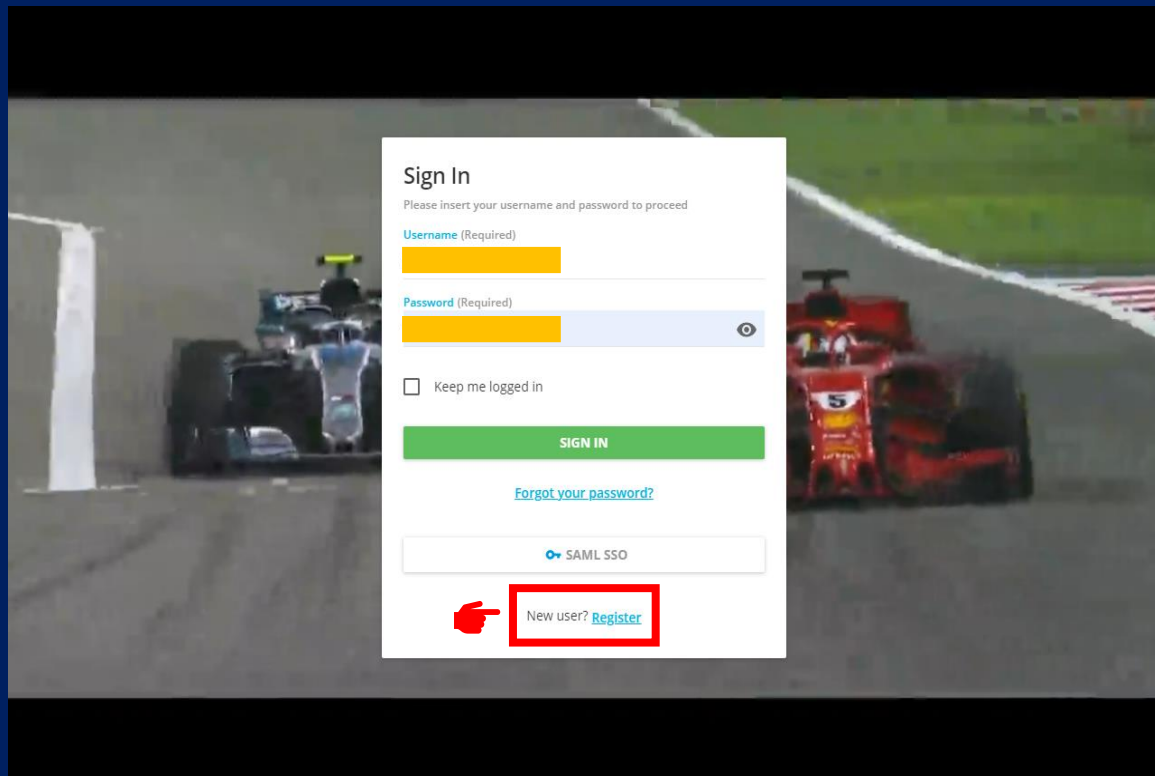 Sign In
Please insert your username and password to proceed
Username (Required)
Password (Required)
Keep me logged in
SIGN IN
Forgot your password?
SAML SSO
New user? Register
5